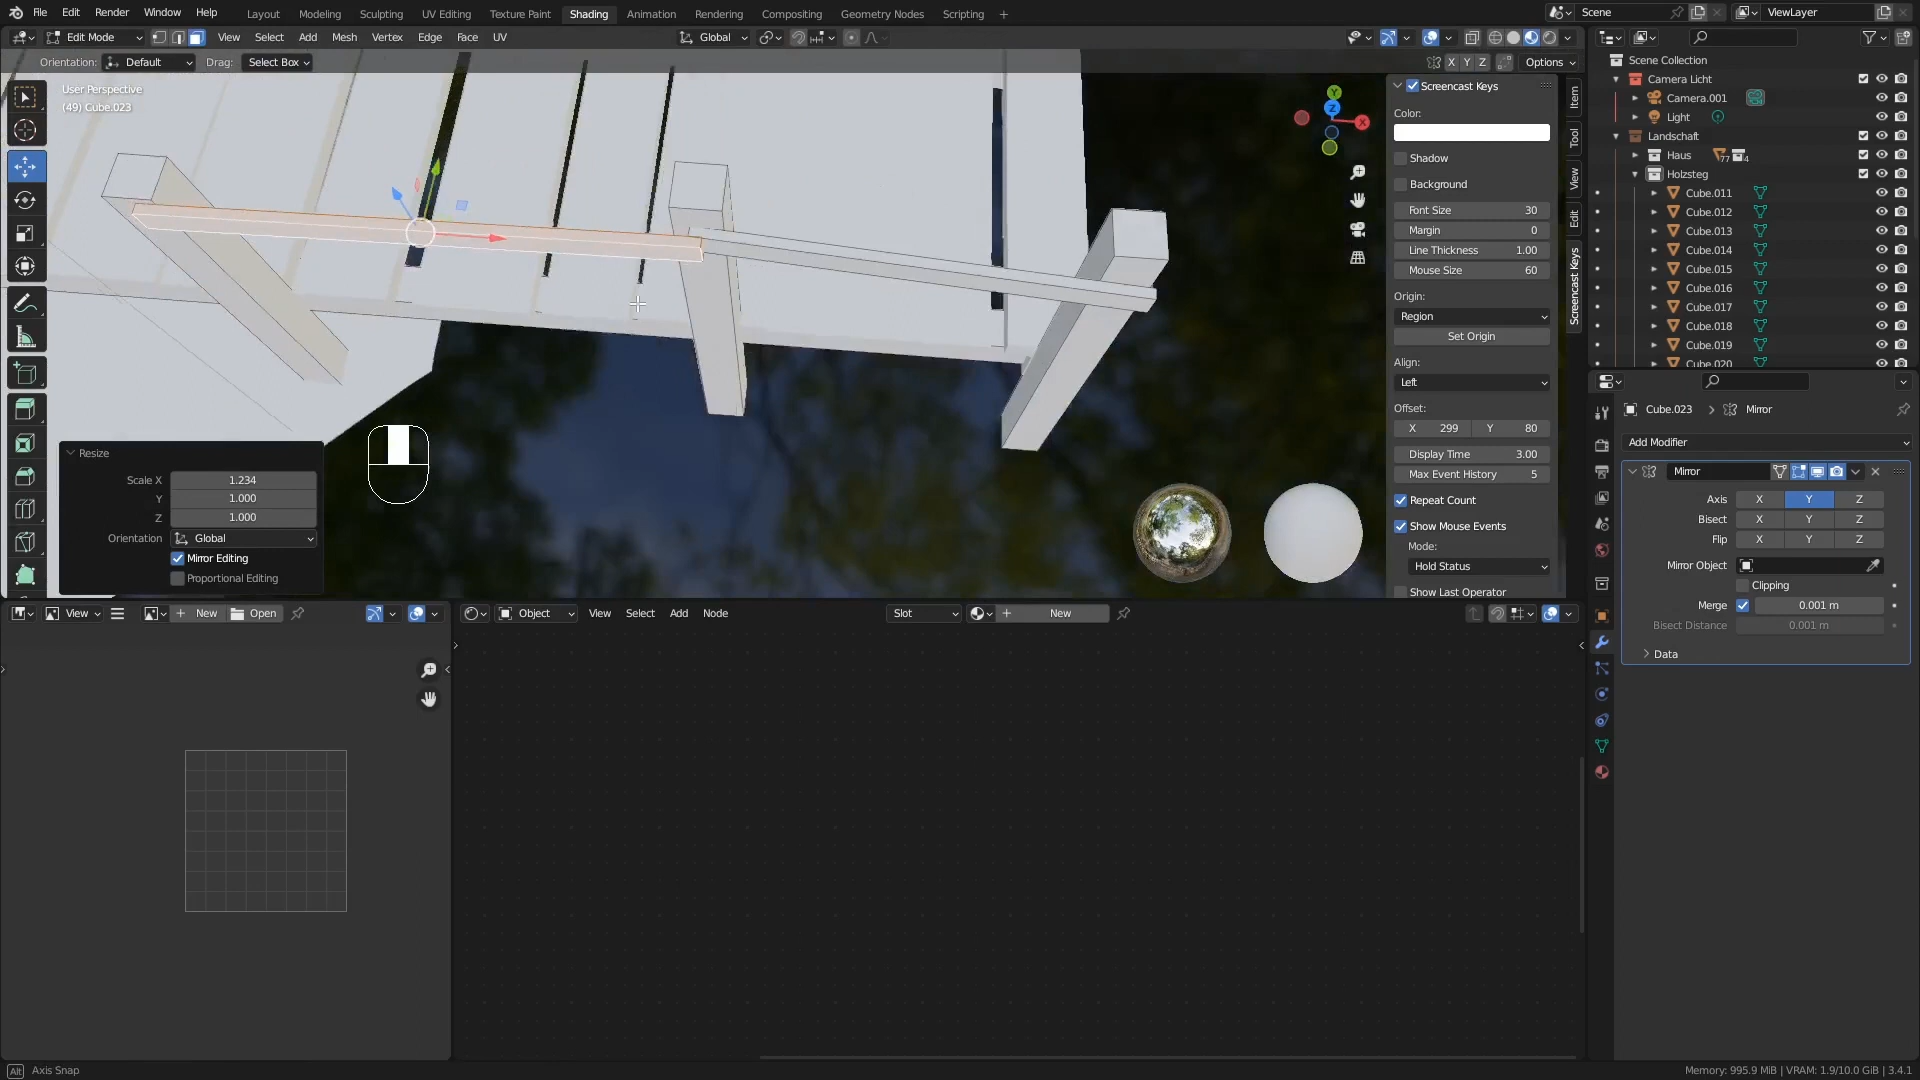 File Edit Render Window Help Layout Modeling Sculpting UV Editing Texture Paint Shading Animation Rendering Compositing Geometry Nodes Scripting + Scene ViewLayer
Edit Mode View Select Add Mesh Vertex Edge Face UV Global
Orientation: Default Drag: Select Box X Y Z Options
User Perspective
(49) Cube.023
Y
Z
X
Resize
Scale X 1.234
Y 1.000
Z 1.000
Orientation Global
Mirror Editing
Proportional Editing
Screencast Keys
Color:
Shadow
Background
Font Size 30
Margin 0
Line Thickness 1.00
Mouse Size 60
Origin:
Region
Set Origin
Align:
Left
Offset:
X 299 Y 80
Display Time 3.00
Max Event History 5
Repeat Count
Show Mouse Events
Mode:
Hold Status
Show Last Operator
Item
Tool
View
Edit
Screencast Keys
Scene Collection
Camera Licht
Camera.001
Light
Landschaft
Haus 77 4
Holzsteg
Cube.011
Cube.012
Cube.013
Cube.014
Cube.015
Cube.016
Cube.017
Cube.018
Cube.019
Cube.020
Cube.023 Mirror
Add Modifier
Mirror
Axis X Y Z
Bisect X Y Z
Flip X Y Z
Mirror Object
Clipping
Merge 0.001 m
Bisect Distance 0.001 m
Data
View New Open
Object View Select Add Node Slot New
Alt Axis Snap
Memory: 995.9 MiB | VRAM: 1.9/10.0 GiB | 3.4.1